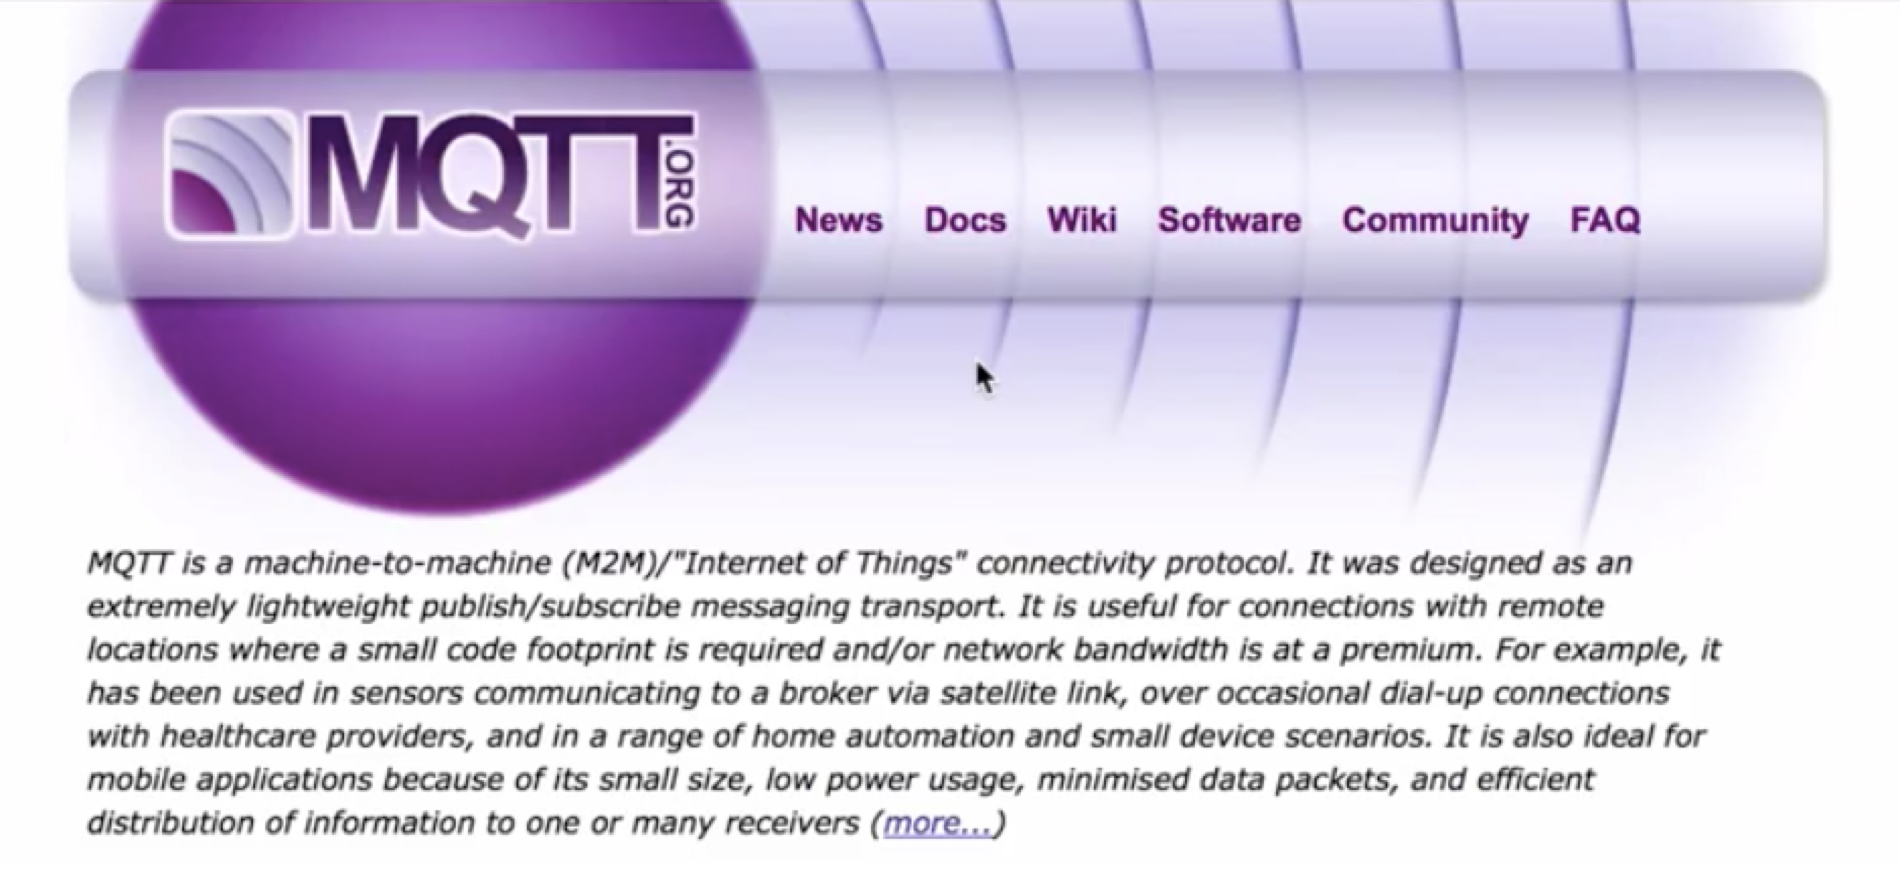 MQTT.ORG
News Docs Wiki Software Community FAQ
MQTT is a machine-to-machine (M2M)/"Internet of Things" connectivity protocol. It was designed as an
extremely lightweight publish/subscribe messaging transport. It is useful for connections with remote
locations where a small code footprint is required and/or network bandwidth is at a premium. For example, it
has been used in sensors communicating to a broker via satellite link, over occasional dial-up connections
with healthcare providers, and in a range of home automation and small device scenarios. It is also ideal for
mobile applications because of its small size, low power usage, minimised data packets, and efficient
distribution of information to one or many receivers (more...)